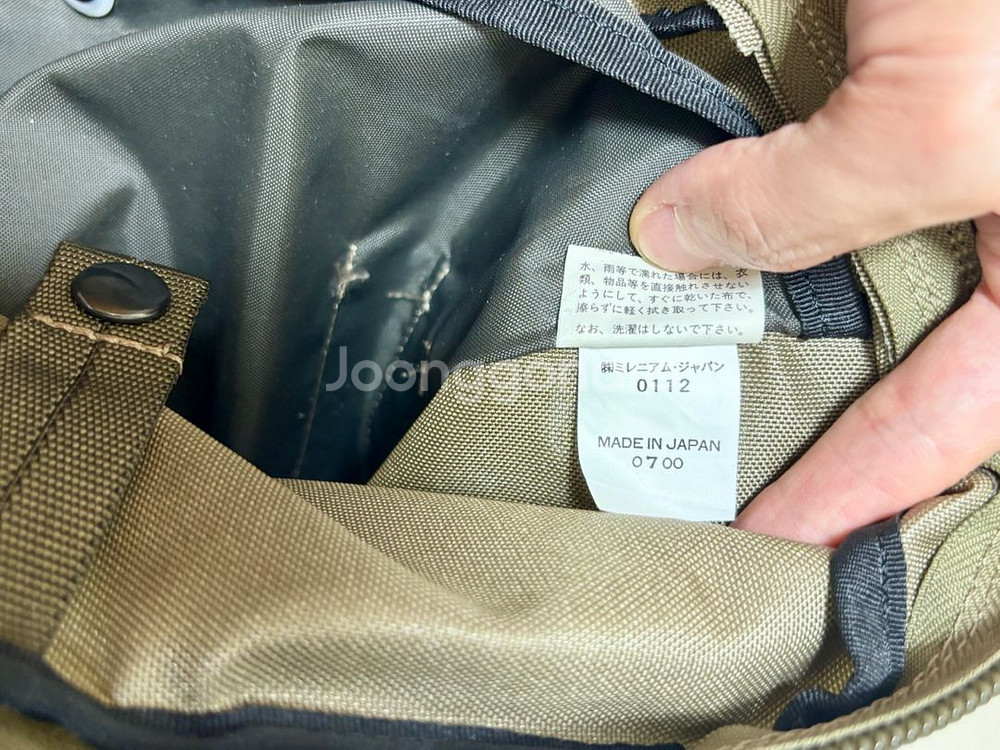 水、雨等で濡れた場合には、衣
類、物品等を直接触れさせない
ようにして、すぐに乾いた布で、
擦らずに軽く拭き取って下さい。
なお、洗濯はしないで下さい。
㈱ミレニアム・ジャパン
0112
MADE IN JAPAN
0700